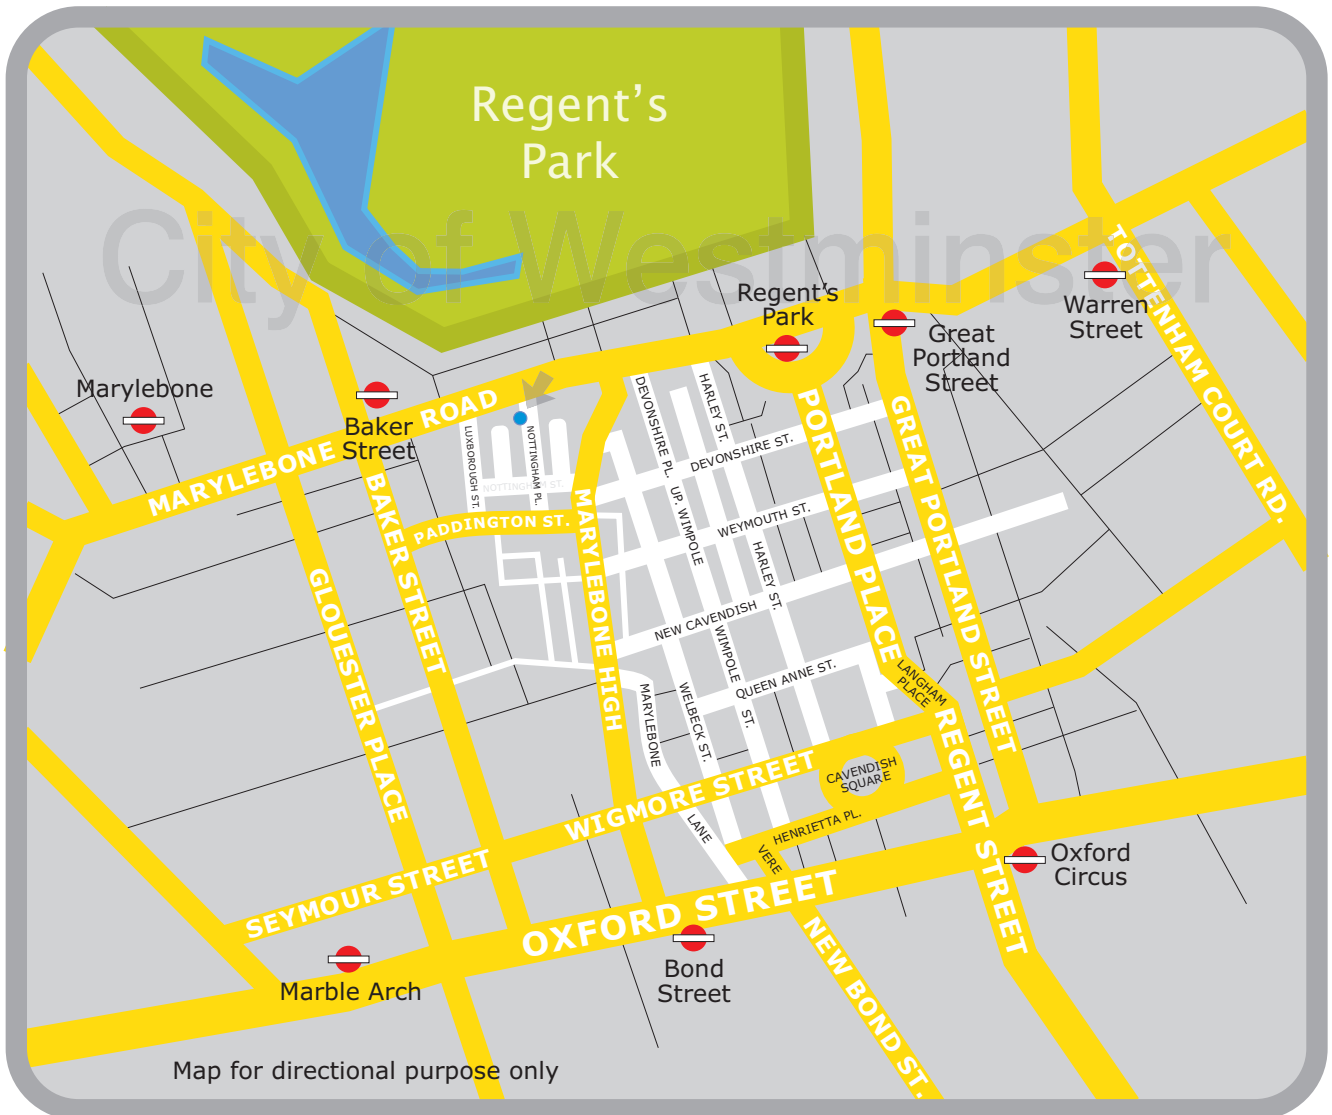 Regent's
Park
City of Westminster
TOTTENHAM COURT RD.
Regent's
Park
Warren
Street
Great
Portland
Street
Marylebone
Baker
Street
MARYLEBONE ROAD
LUXBOROUGH ST.
NOTTINGHAM PL.
NOTTINGHAM ST.
DEVONSHIRE PL.
HARLEY ST.
DEVONSHIRE ST.
PORTLAND PLACE
GREAT PORTLAND STREET
UP. WIMPOLE
WEYMOUTH ST.
HARLEY ST.
PADDINGTON ST.
BAKER STREET
MARYLEBONE HIGH
GLOUESTER PLACE
NEW CAVENDISH
WIMPOLE ST.
QUEEN ANNE ST.
LANGHAM
PLACE
WELBECK ST.
MARYLEBONE LANE
REGENT STREET
CAVENDISH
SQUARE
WIGMORE STREET
HENRIETTA PL.
VERE
SEYMOUR STREET
OXFORD STREET
Oxford
Circus
NEW BOND ST.
Bond
Street
Marble Arch
Map for directional purpose only